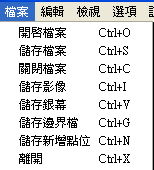 檔案 編輯 檢視 選項
開啓檔案 Ctrl+O
儲存檔案 Ctrl+S
關閉檔案 Ctrl+C
儲存影像 Ctrl+I
儲存銀幕 Ctrl+V
儲存邊界檔 Ctrl+G
儲存新增點位 Ctrl+N
離開 Ctrl+X